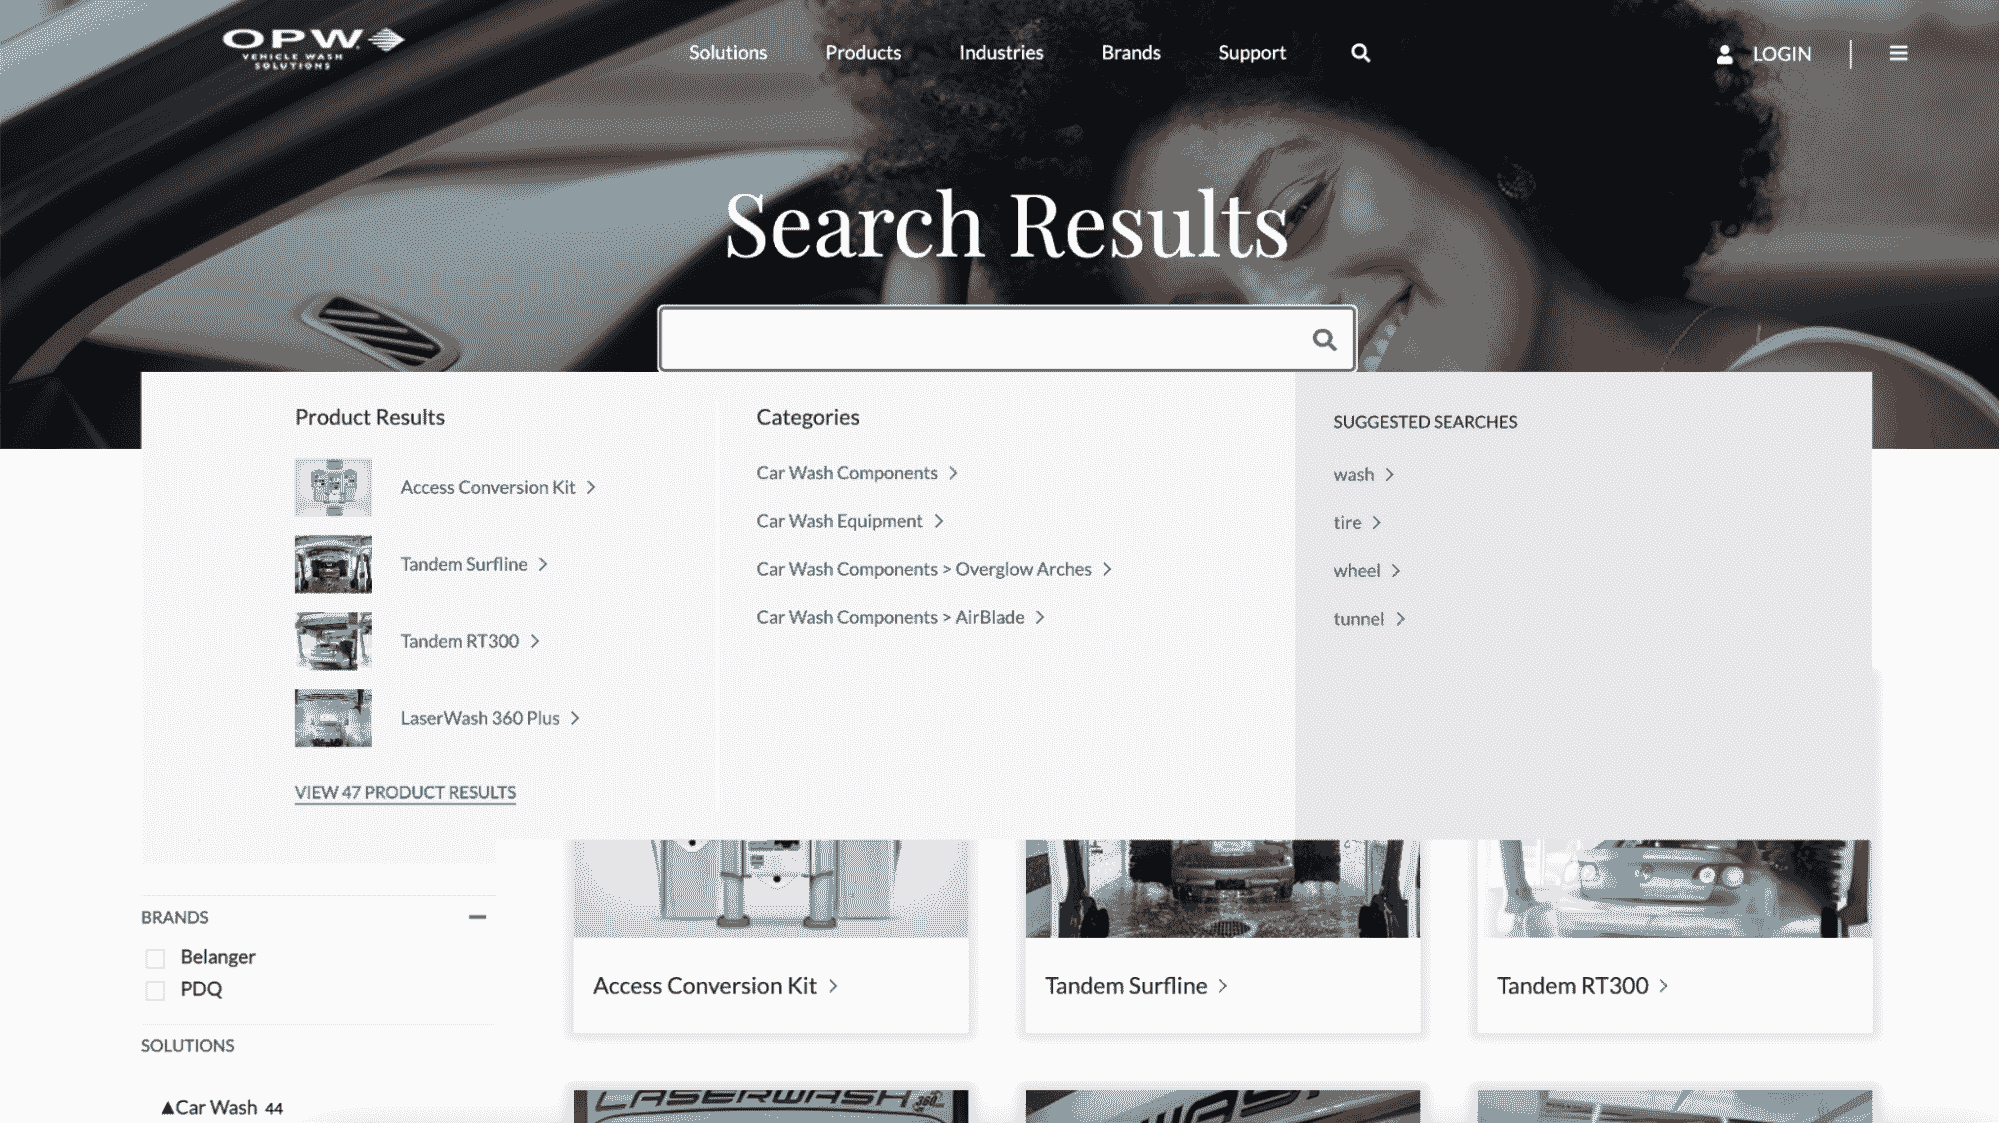 OPW
VEHICLE WASH
SOLUTIONS
Solutions
Products
Industries
Brands
Support
LOGIN
Search Results
Product Results
Access Conversion Kit
Tandem Surfline
Tandem RT300
LaserWash 360 Plus
VIEW 47 PRODUCT RESULTS
Categories
Car Wash Components
Car Wash Equipment
Car Wash Components > Overglow Arches
Car Wash Components > AirBlade
SUGGESTED SEARCHES
wash
tire
wheel
tunnel
BRANDS
Belanger
PDQ
SOLUTIONS
Car Wash 44
Access Conversion Kit
Tandem Surfline
Tandem RT300
LASERWASH 360